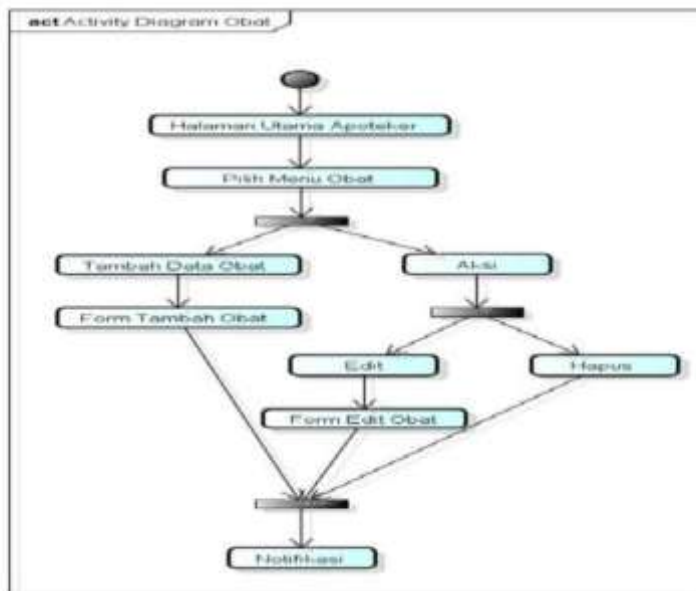 act Activity Diagram Obat
Halaman Utama Apoteker
Pilih Menu Obat
Tambah Data Obat
Aksi
Form Tambah Obat
Edit
Hapus
Form Edit Obat
Notifikasi